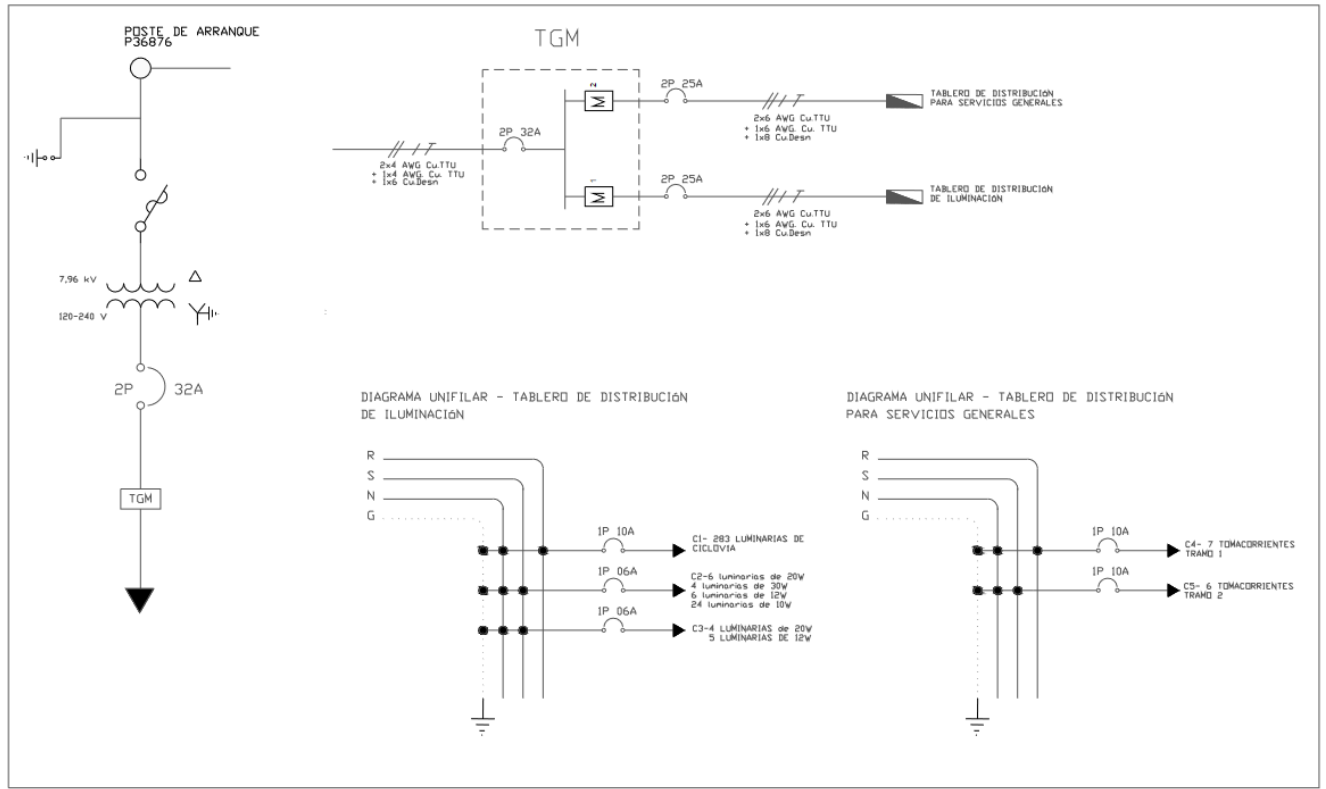 POSTE DE ARRANQUE
P36876
7,96 kV
120-240 V
2P 32A
TGM
TGM
2P 32A
2x4 AWG Cu.TTU
+ 1x4 AWG. Cu. TTU
+ 1x6 Cu.Desn
M 2
M 1
2P 25A
2x6 AWG Cu.TTU
+ 1x6 AWG. Cu. TTU
+ 1x8 Cu.Desn
TABLERO DE DISTRIBUCIóN
PARA SERVICIOS GENERALES
2P 25A
2x6 AWG Cu.TTU
+ 1x6 AWG. Cu. TTU
+ 1x8 Cu.Desn
TABLERO DE DISTRIBUCIóN
DE ILUMINACIóN
DIAGRAMA UNIFILAR - TABLERO DE DISTRIBUCIóN
DE ILUMINACIóN
R
S
N
G
1P 10A
C1- 283 LUMINARIAS DE
CICLOVIA
1P 06A
C2-6 luminarias de 20W
4 luminarias de 30W
6 luminarias de 12W
24 luminarias de 10W
1P 06A
C3-4 LUMINARIAS de 20W
5 LUMINARIAS DE 12W
DIAGRAMA UNIFILAR - TABLERO DE DISTRIBUCIóN
PARA SERVICIOS GENERALES
R
S
N
G
1P 10A
C4- 7 TOMACORRIENTES
TRAMO 1
1P 10A
C5- 6 TOMACORRIENTES
TRAMO 2